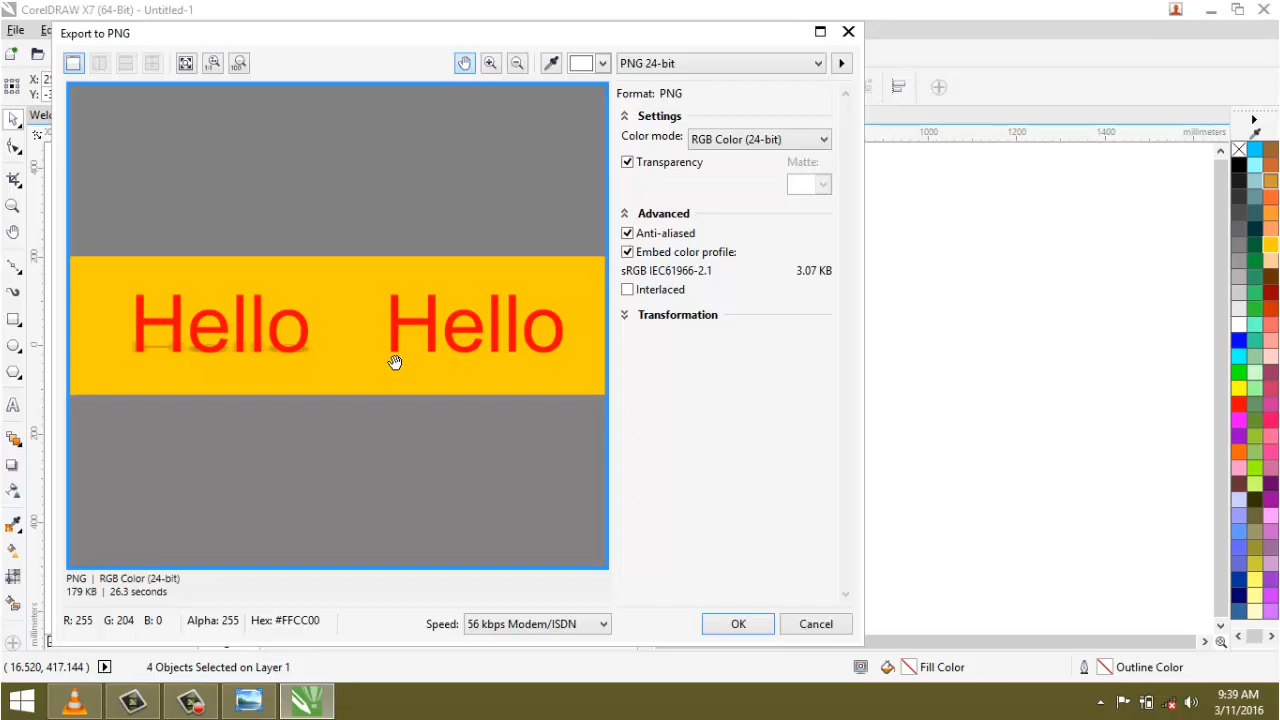 CorelDRAW X7 (64-Bit) - Untitled-1
File
Export to PNG
PNG 24-bit
X:
Y:
Format: PNG
Settings
Color mode: RGB Color (24-bit)
Transparency
Matte:
Advanced
Anti-aliased
Embed color profile:
sRGB IEC61966-2.1 3.07 KB
Interlaced
Transformation
1000 1200 1400 millimeters
Hello Hello
millimeters
PNG | RGB Color (24-bit)
179 KB | 26.3 seconds
R: 255 G: 204 B: 0 Alpha: 255 Hex: #FFCC00
Speed: 56 kbps Modem/ISDN
OK
Cancel
(16.520, 417.144)
4 Objects Selected on Layer 1
Fill Color
Outline Color
9:39 AM
3/11/2016